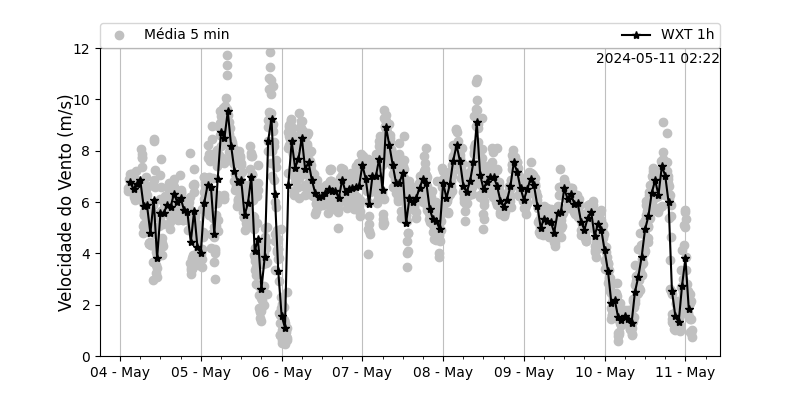 Média 5 min
WXT 1h
2024-05-11 02:22
Velocidade do Vento (m/s)
12
10
8
6
4
2
0
04 - May 05 - May 06 - May 07 - May 08 - May 09 - May 10 - May 11 - May